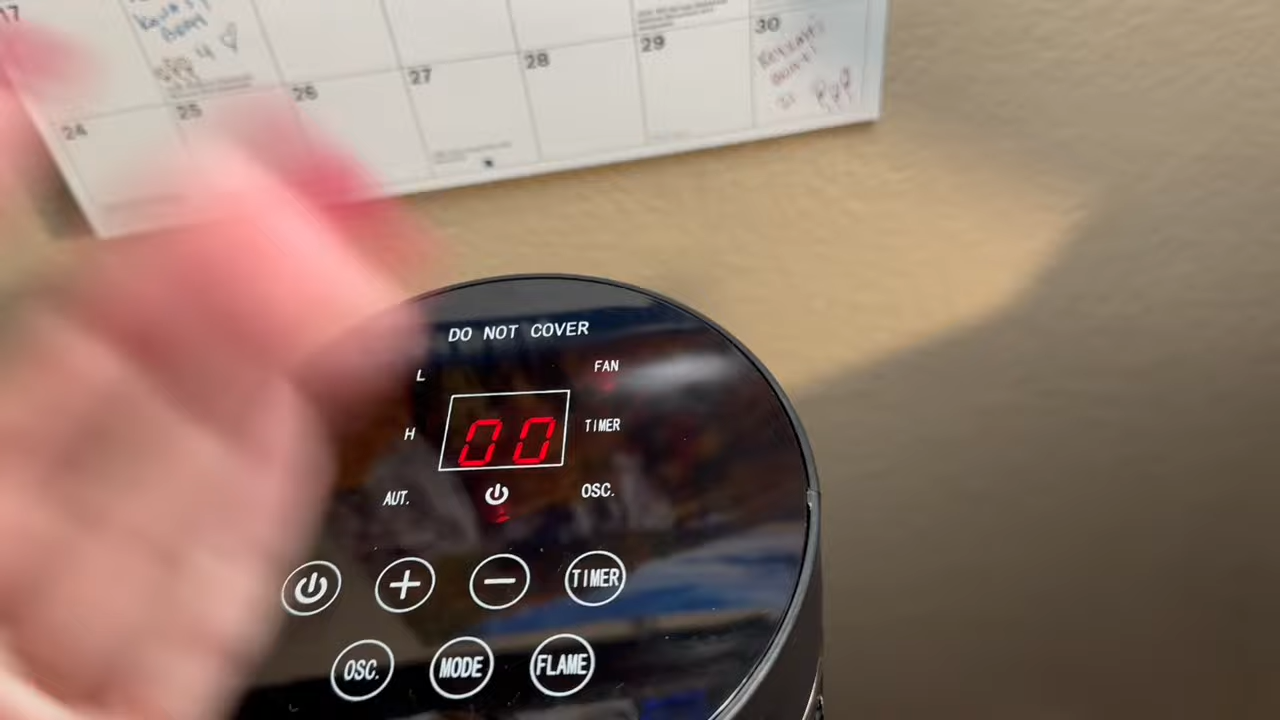 17
30
29
28
27
26
25
24
DO NOT COVER
L
FAN
00
H
TIMER
AUT.
OSC.
TIMER
OSC.
MODE
FLAME